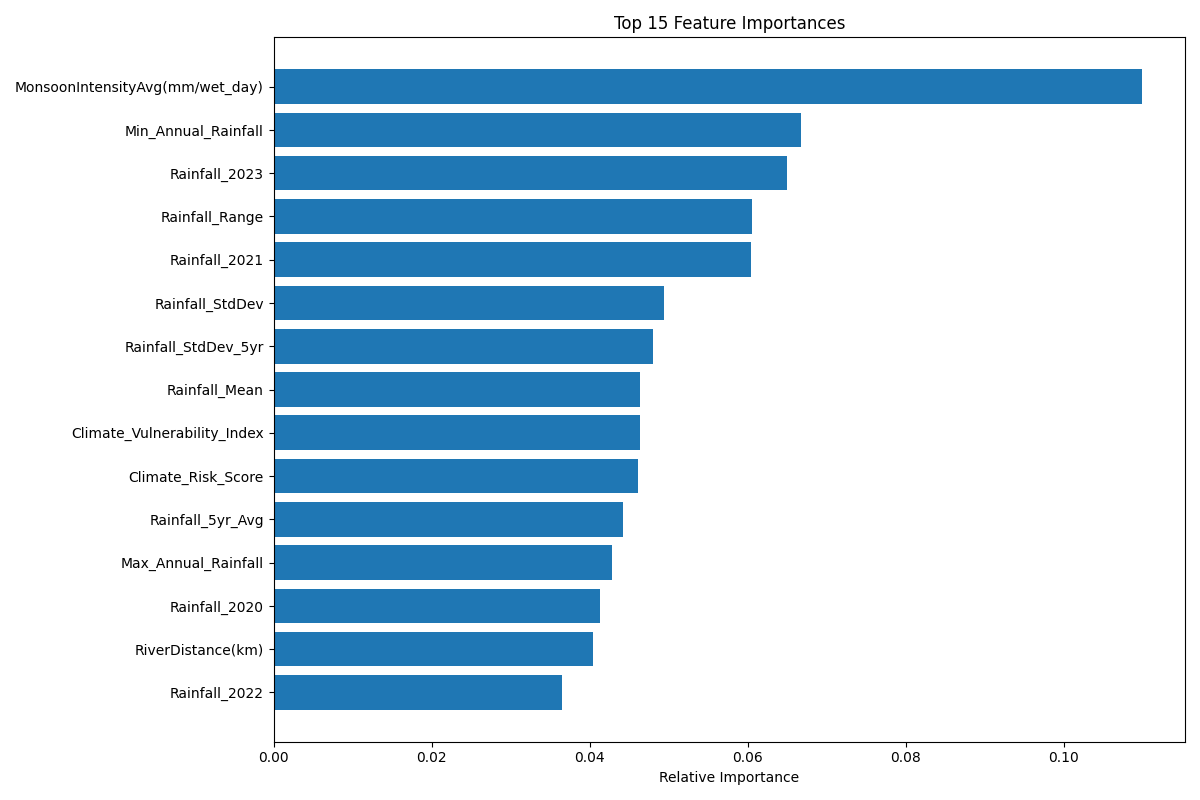 Top 15 Feature Importances
MonsoonIntensityAvg(mm/wet_day)
Min_Annual_Rainfall
Rainfall_2023
Rainfall_Range
Rainfall_2021
Rainfall_StdDev
Rainfall_StdDev_5yr
Rainfall_Mean
Climate_Vulnerability_Index
Climate_Risk_Score
Rainfall_5yr_Avg
Max_Annual_Rainfall
Rainfall_2020
RiverDistance(km)
Rainfall_2022
0.00 0.02 0.04 0.06 0.08 0.10
Relative Importance